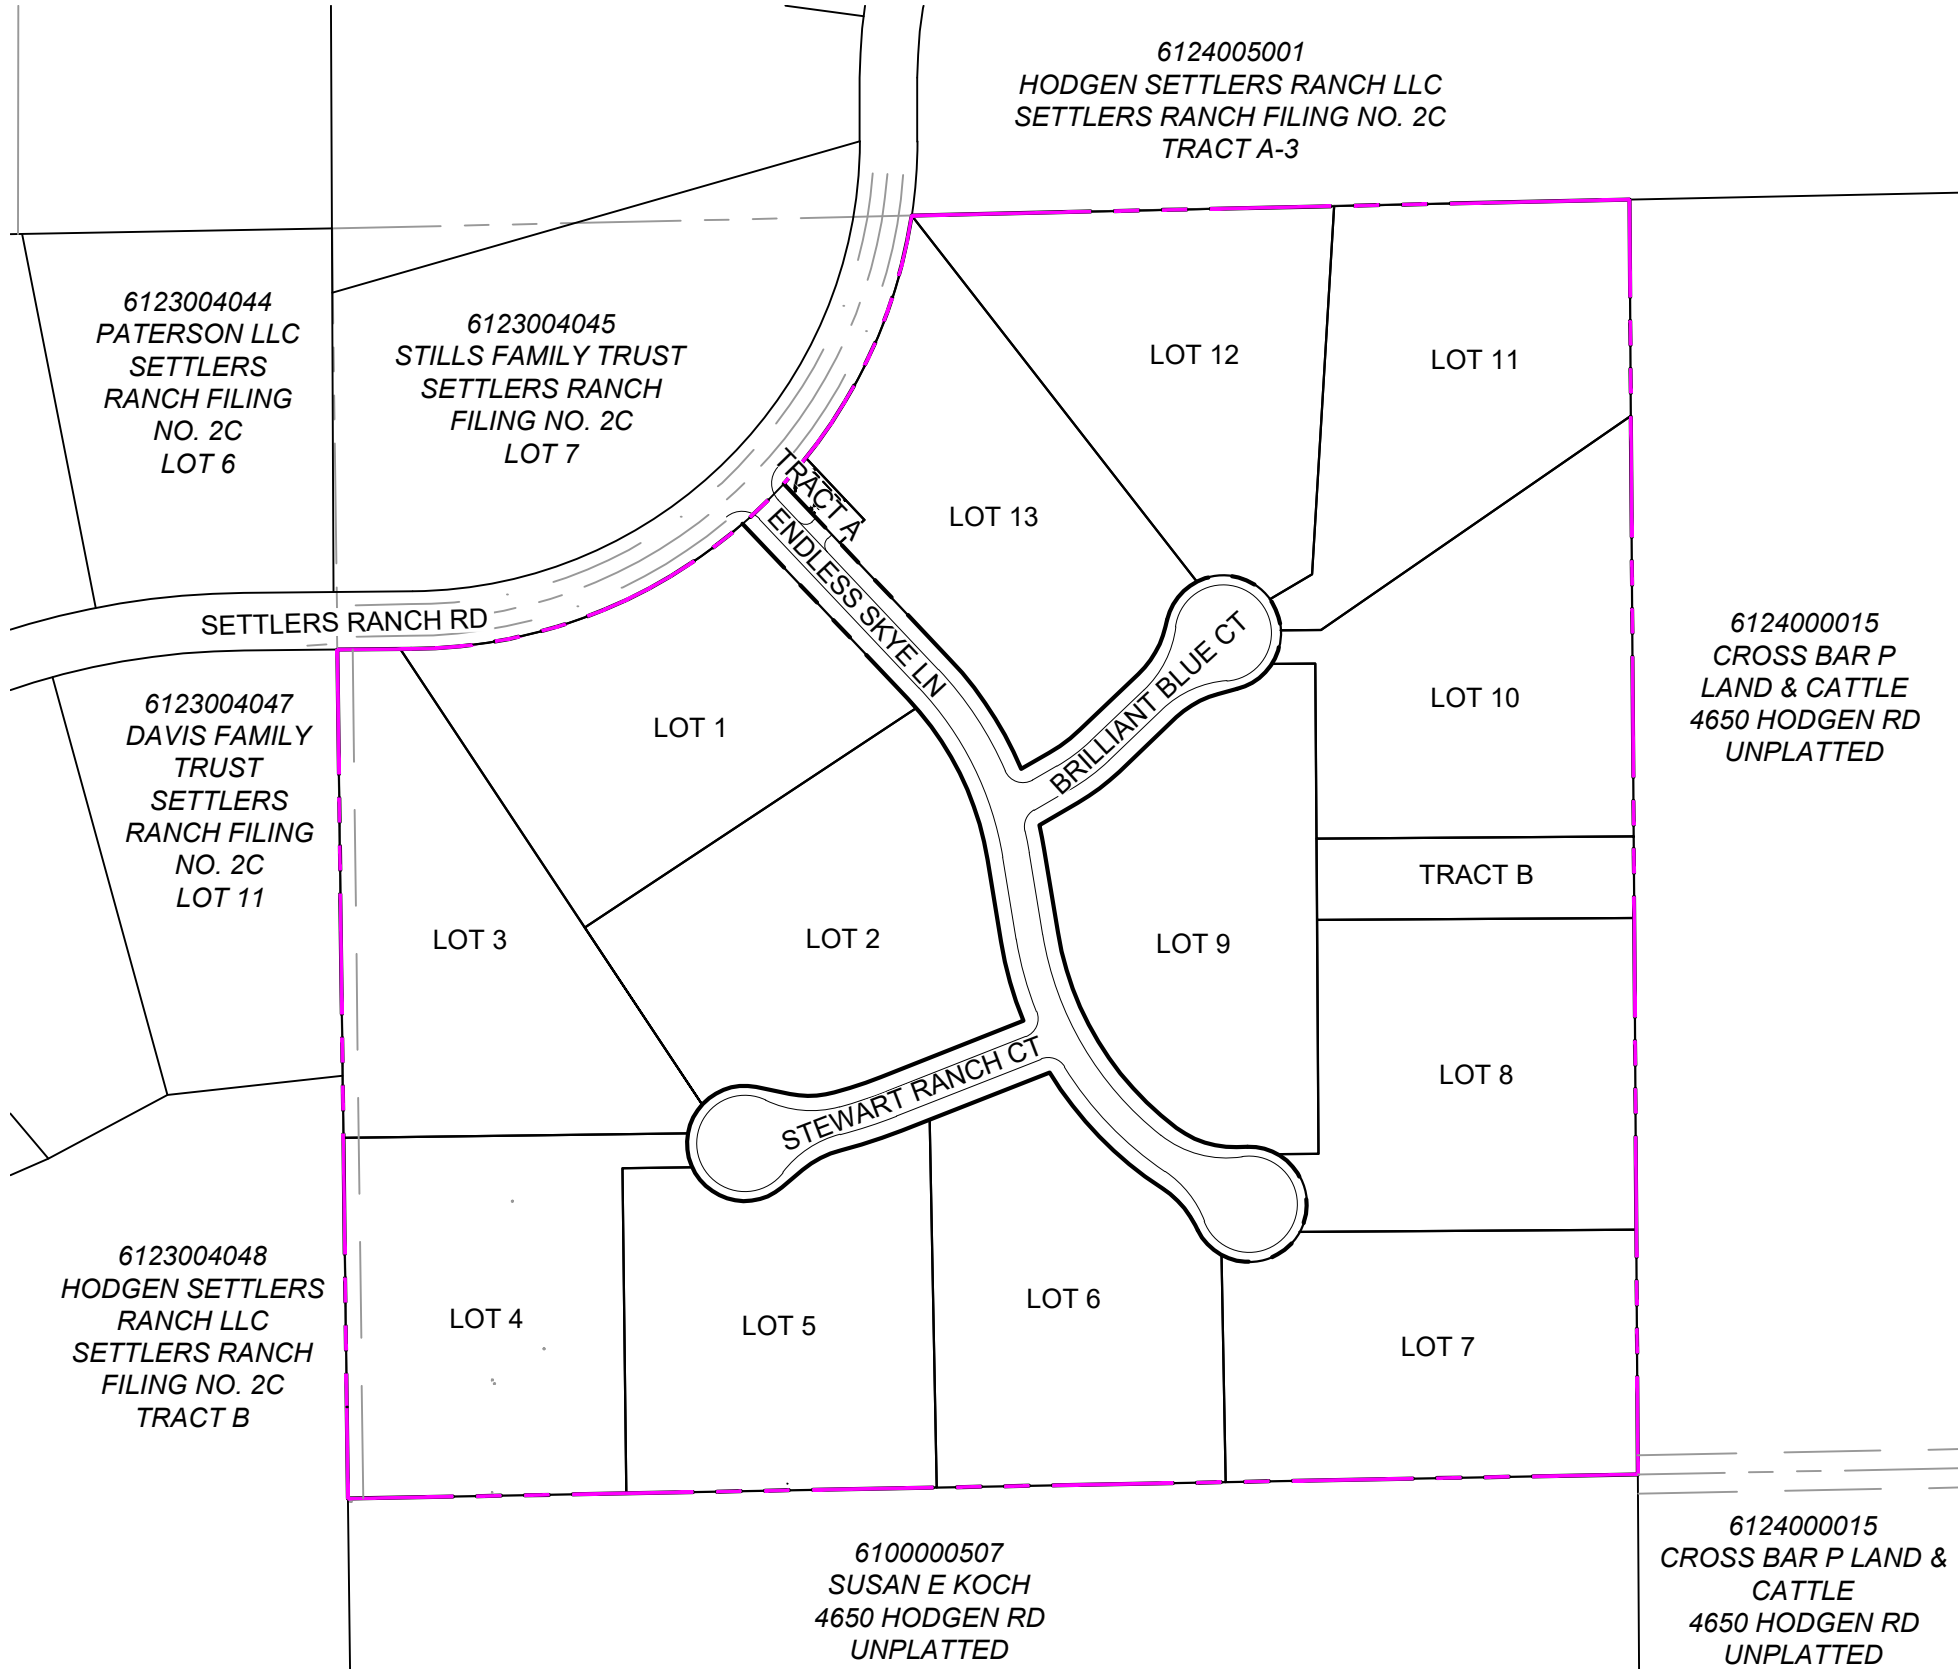 6124005001
HODGEN SETTLERS RANCH LLC
SETTLERS RANCH FILING NO. 2C
TRACT A-3
6123004044
PATERSON LLC
SETTLERS
RANCH FILING
NO. 2C
LOT 6
6123004045
STILLS FAMILY TRUST
SETTLERS RANCH
FILING NO. 2C
LOT 7
LOT 12
LOT 11
TRACT A
LOT 13
ENDLESS SKYE LN
SETTLERS RANCH RD
BRILLIANT BLUE CT
6124000015
CROSS BAR P
LAND & CATTLE
4650 HODGEN RD
UNPLATTED
6123004047
DAVIS FAMILY
TRUST
SETTLERS
RANCH FILING
NO. 2C
LOT 11
LOT 1
LOT 10
TRACT B
LOT 3
LOT 2
LOT 9
LOT 8
STEWART RANCH CT
6123004048
HODGEN SETTLERS
RANCH LLC
SETTLERS RANCH
FILING NO. 2C
TRACT B
LOT 4
LOT 5
LOT 6
LOT 7
6100000507
SUSAN E KOCH
4650 HODGEN RD
UNPLATTED
6124000015
CROSS BAR P LAND &
CATTLE
4650 HODGEN RD
UNPLATTED